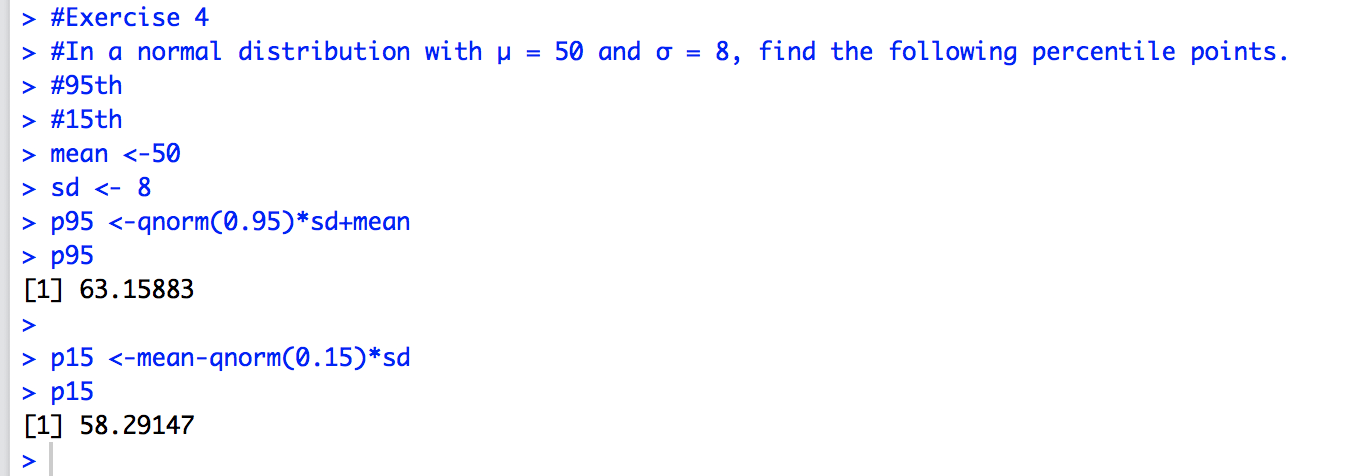 > #Exercise 4
> #In a normal distribution with μ = 50 and σ = 8, find the following percentile points.
> #95th
> #15th
> mean <-50
> sd <- 8
> p95 <-qnorm(0.95)*sd+mean
> p95
[1] 63.15883
>
> p15 <-mean-qnorm(0.15)*sd
> p15
[1] 58.29147
>